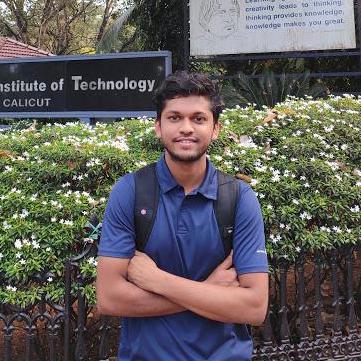 creativity leads to thinking,
thinking provides knowledge,
knowledge makes you great.
Institute of Technology
CALICUT